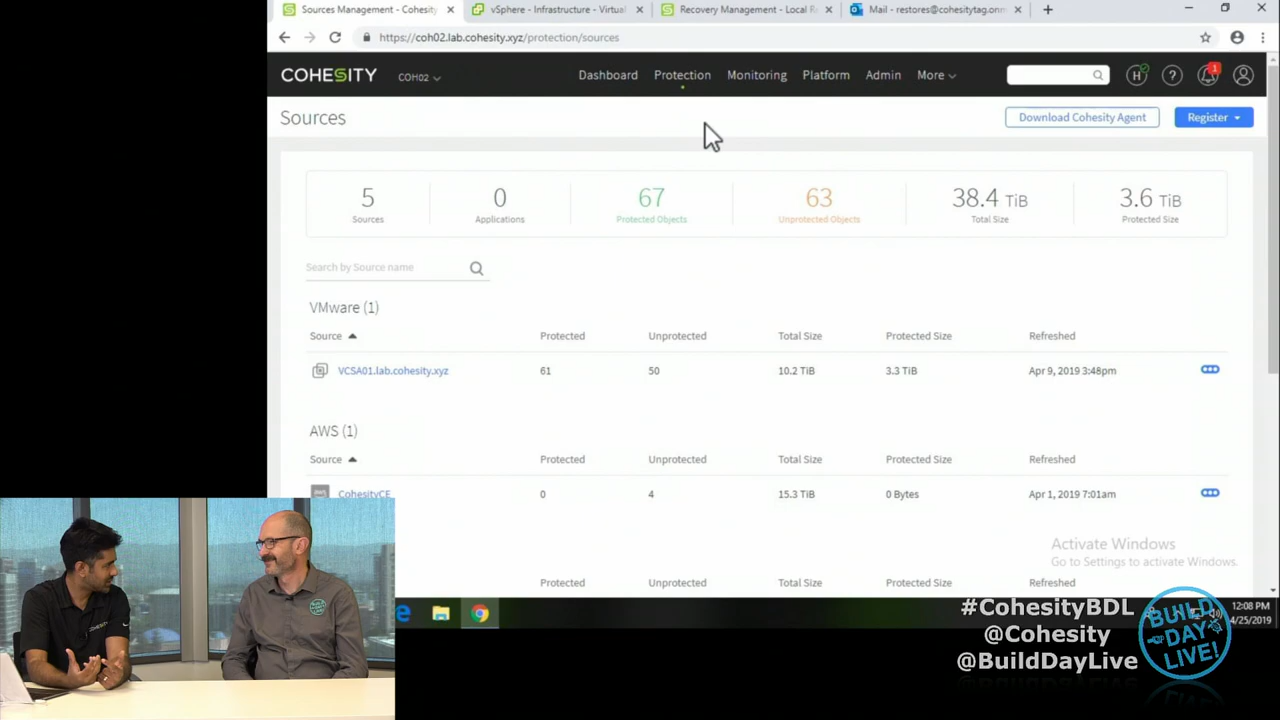 Sources Management - Cohesity
vSphere - Infrastructure - Virtual
Recovery Management - Local R
Mail - restores@cohesitytag.onm
https://coh02.lab.cohesity.xyz/protection/sources
COHESITY COH02 Dashboard Protection Monitoring Platform Admin More H ? 1
Sources Download Cohesity Agent Register
5 0 67 63 38.4 TiB 3.6 TiB
Sources Applications Protected Objects Unprotected Objects Total Size Protected Size
Search by Source name
VMware (1)
Source Protected Unprotected Total Size Protected Size Refreshed
VCSA01.lab.cohesity.xyz 61 50 10.2 TiB 3.3 TiB Apr 9, 2019 3:48pm
AWS (1)
Source Protected Unprotected Total Size Protected Size Refreshed
aws CohesityCE 0 4 15.3 TiB 0 Bytes Apr 1, 2019 7:01am
Activate Windows
Go to Settings to activate Windows.
Protected Unprotected Total Size Protected Size Refreshed
12:08 PM
4/25/2019
#CohesityBDL
@Cohesity
@BuildDayLive
BUILD
DAY
LIVE!